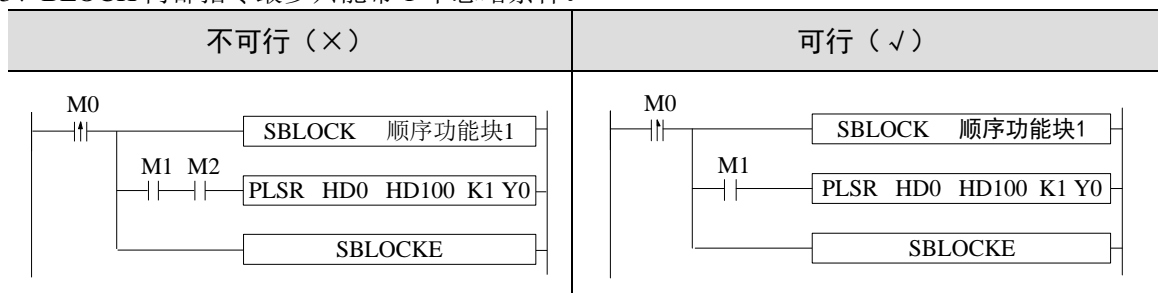 BLOCK
不可行（×） 可行（√）
M0
SBLOCK 顺序功能块1
M1 M2
PLSR HD0 HD100 K1 Y0
SBLOCKE
M0
SBLOCK 顺序功能块1
M1
PLSR HD0 HD100 K1 Y0
SBLOCKE